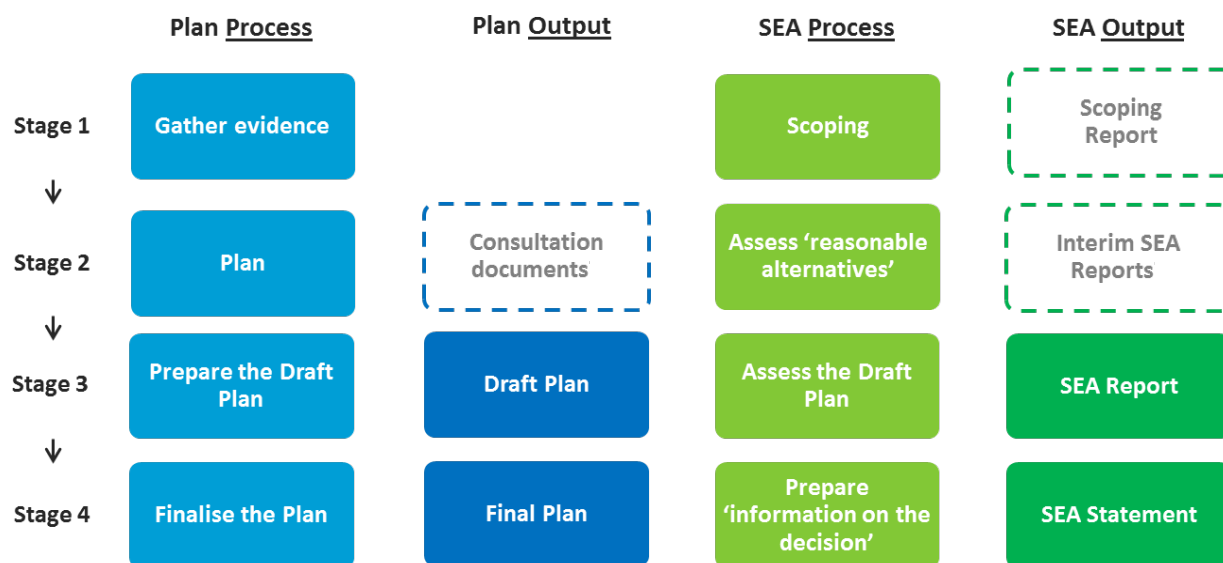 Plan Process
Plan Output
SEA Process
SEA Output
Stage 1
Gather evidence
Scoping
Scoping
Report
Stage 2
Plan
Consultation
documents
Assess ‘reasonable
alternatives’
Interim SEA
Reports
Stage 3
Prepare the Draft
Plan
Draft Plan
Assess the Draft
Plan
SEA Report
Stage 4
Finalise the Plan
Final Plan
Prepare
‘information on the
decision’
SEA Statement